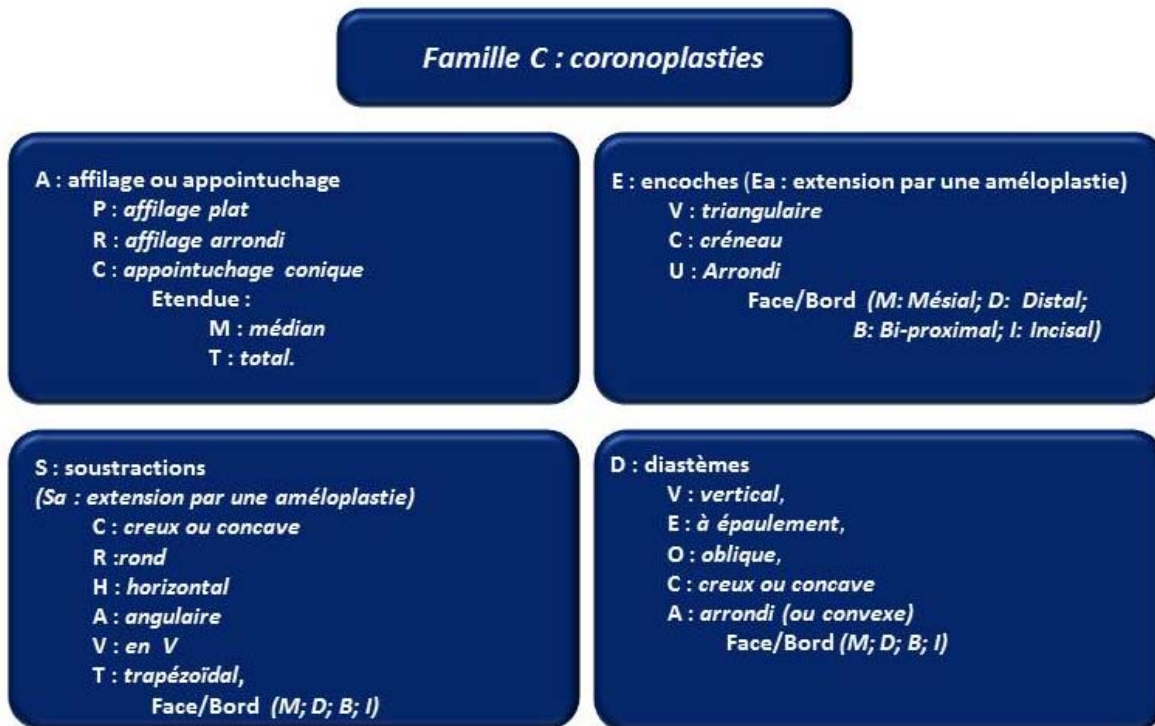 Famille C : coronoplasties
A : affilage ou appointuchage
P : affilage plat
R : affilage arrondi
C : appointuchage conique
Etendue :
M : médian
T : total.
E : encoches (Ea : extension par une améloplastie)
V : triangulaire
C : créneau
U : Arrondi
Face/Bord (M: Mésial; D: Distal;
B: Bi-proximal; I: Incisal)
S : soustractions
(Sa : extension par une améloplastie)
C : creux ou concave
R :rond
H : horizontal
A : angulaire
V : en V
T : trapézoïdal,
Face/Bord (M; D; B; I)
D : diastèmes
V : vertical,
E : à épaulement,
O : oblique,
C : creux ou concave
A : arrondi (ou convexe)
Face/Bord (M; D; B; I)